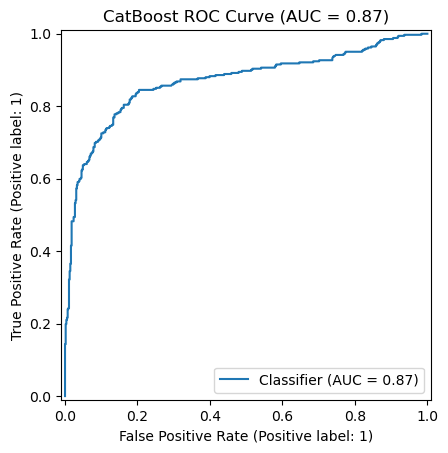 CatBoost ROC Curve (AUC = 0.87)
1.0
0.8
0.6
0.4
0.2
0.0
True Positive Rate (Positive label: 1)
Classifier (AUC = 0.87)
0.0 0.2 0.4 0.6 0.8 1.0
False Positive Rate (Positive label: 1)